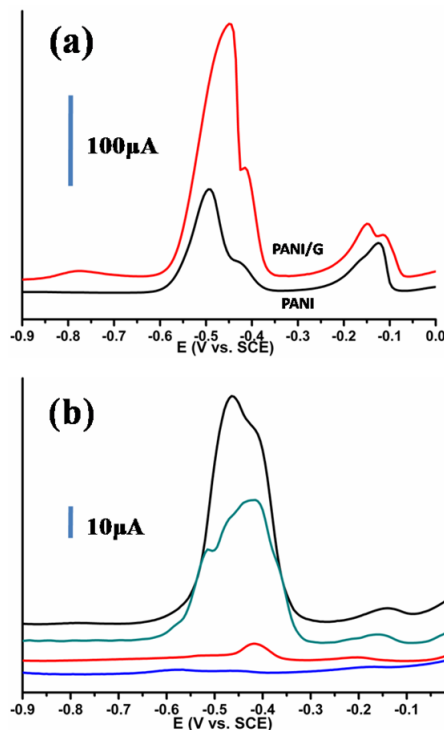 (a)
100µA
PANI/G
PANI
-0.9 -0.8 -0.7 -0.6 -0.5 -0.4 -0.3 -0.2 -0.1 0.0
E (V vs. SCE)
(b)
10µA
-0.9 -0.8 -0.7 -0.6 -0.5 -0.4 -0.3 -0.2 -0.1
E (V vs. SCE)